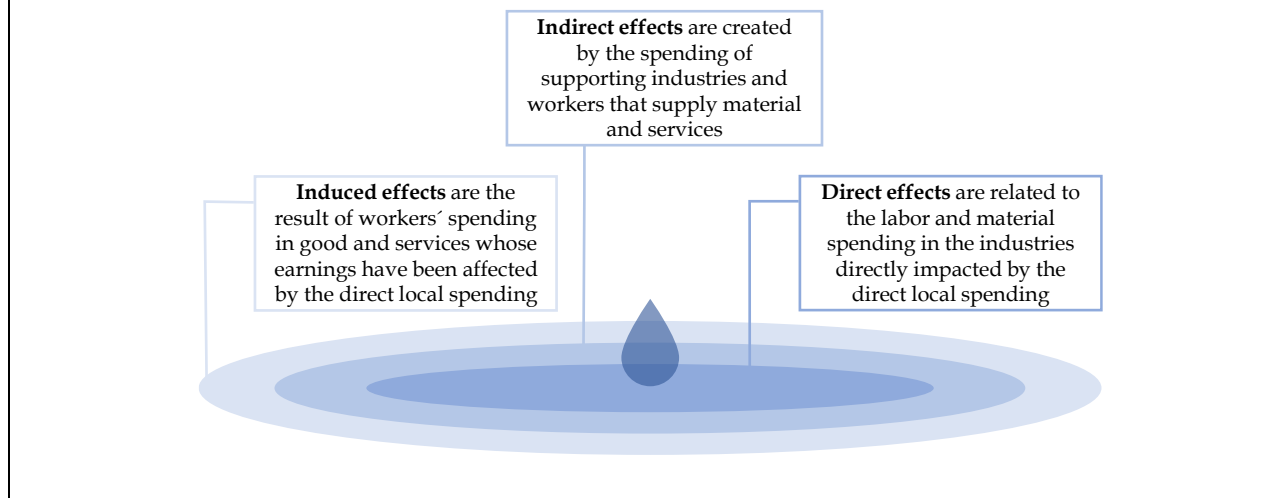 Indirect effects are created
by the spending of
supporting industries and
workers that supply material
and services
Induced effects are the
result of workers´ spending
in good and services whose
earnings have been affected
by the direct local spending
Direct effects are related to
the labor and material
spending in the industries
directly impacted by the
direct local spending